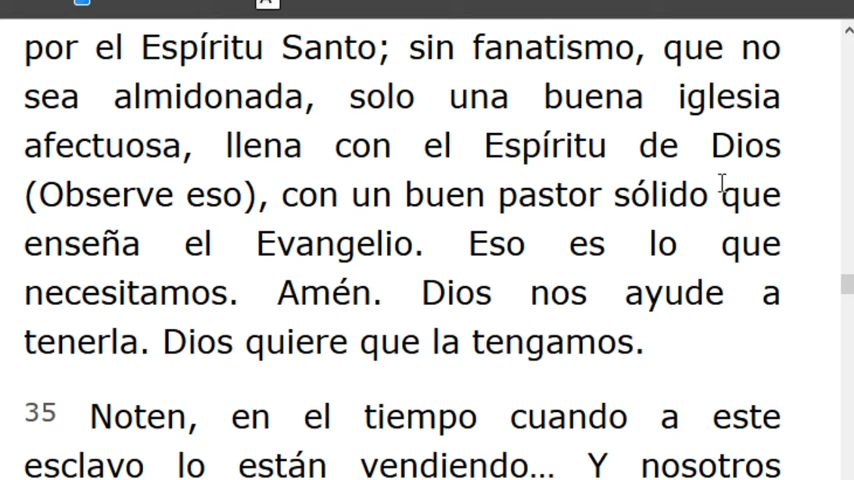 por el Espíritu Santo; sin fanatismo, que no
sea almidonada, solo una buena iglesia
afectuosa, llena con el Espíritu de Dios
(Observe eso), con un buen pastor sólido que
enseña el Evangelio. Eso es lo que
necesitamos. Amén. Dios nos ayude a
tenerla. Dios quiere que la tengamos.
35 Noten, en el tiempo cuando a este
esclavo lo están vendiendo... Y nosotros